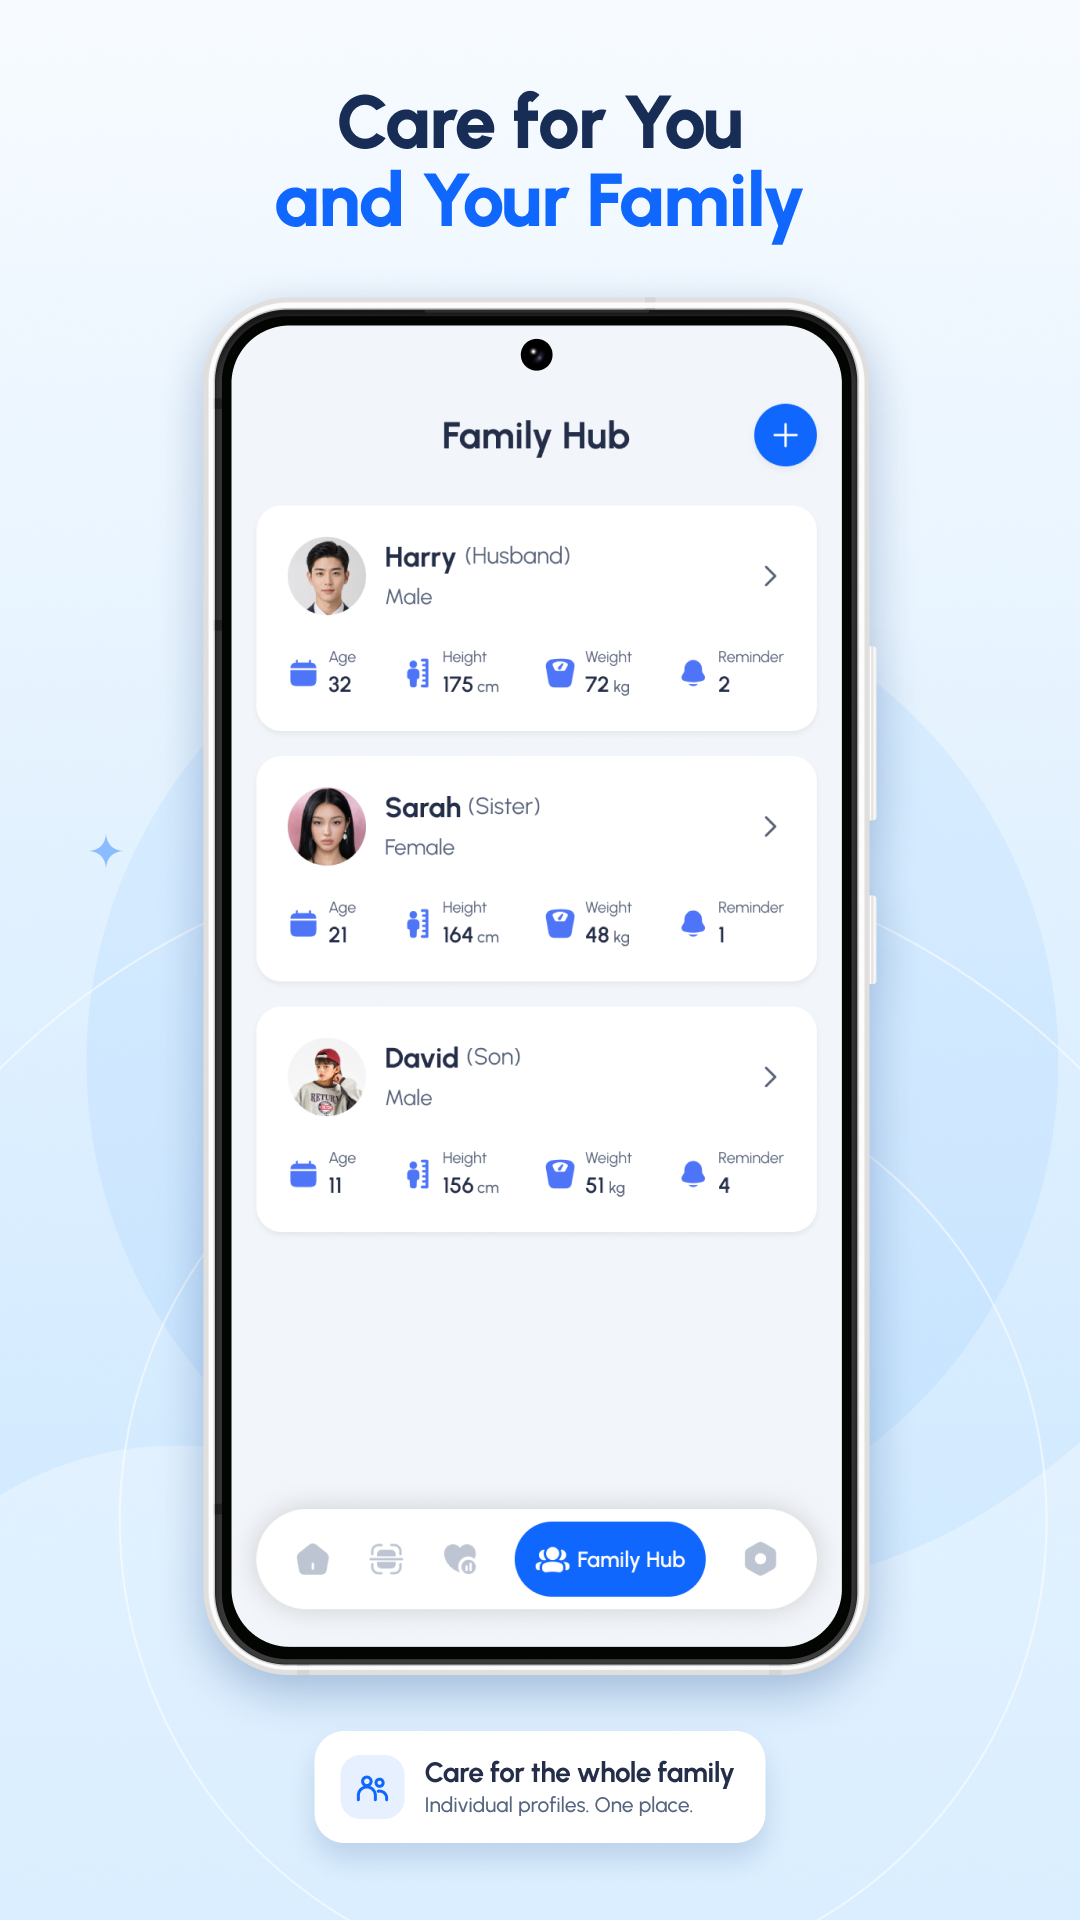 Care for You
and Your Family
Family Hub
Harry (Husband)
Male
Age
32
Height
175 cm
Weight
72 kg
Reminder
2
Sarah (Sister)
Female
Age
21
Height
164 cm
Weight
48 kg
Reminder
1
David (Son)
Male
RETURN
Age
11
Height
156 cm
Weight
51 kg
Reminder
4
Family Hub
Care for the whole family
Individual profiles. One place.